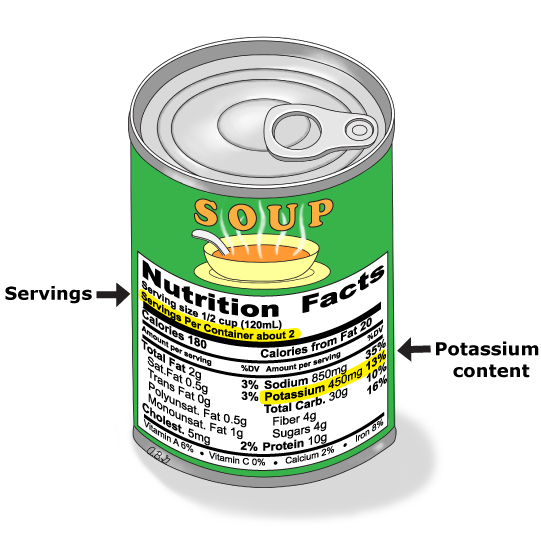 SOUP
Nutrition Facts
Serving size 1/2 cup (120mL)
Servings Per Container about 2
Calories 180 Calories from Fat 20
Amount per serving %DV Amount per serving %DV
Total Fat 2g 3% Sodium 850mg 35%
Sat.Fat 0.5g 3% Potassium 450mg 13%
Trans Fat 0g Total Carb. 30g 10%
Polyunsat. Fat 0.5g Fiber 4g 16%
Monounsat. Fat 1g Sugars 4g
Cholest. 5mg 2% Protein 10g
Vitamin A 6% • Vitamin C 0% • Calcium 2% • Iron 8%
Servings
Potassium
content